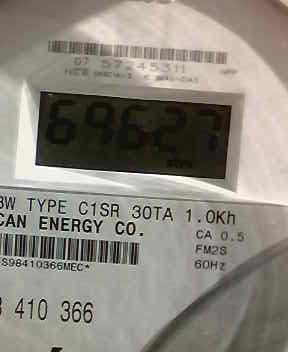 07 57245311
69627
3W TYPE C1SR 30TA 1.0Kh
CAN ENERGY CO.
CA 0.5
FM2S
60Hz
S98410366MEC*
3 410 366